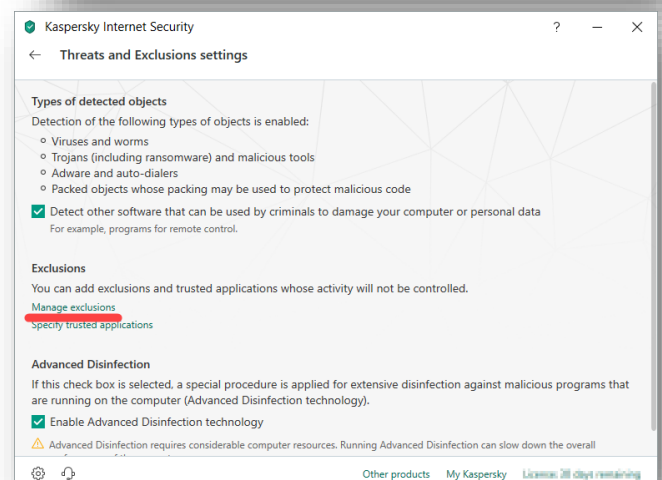 Kaspersky Internet Security
Threats and Exclusions settings
Types of detected objects
Detection of the following types of objects is enabled:
Viruses and worms
Trojans (including ransomware) and malicious tools
Adware and auto-dialers
Packed objects whose packing may be used to protect malicious code
Detect other software that can be used by criminals to damage your computer or personal data
For example, programs for remote control.
Exclusions
You can add exclusions and trusted applications whose activity will not be controlled.
Manage exclusions
Specify trusted applications
Advanced Disinfection
If this check box is selected, a special procedure is applied for extensive disinfection against malicious programs that
are running on the computer (Advanced Disinfection technology).
Enable Advanced Disinfection technology
Advanced Disinfection requires considerable computer resources. Running Advanced Disinfection can slow down the overall
Other products My Kaspersky License: days remaining